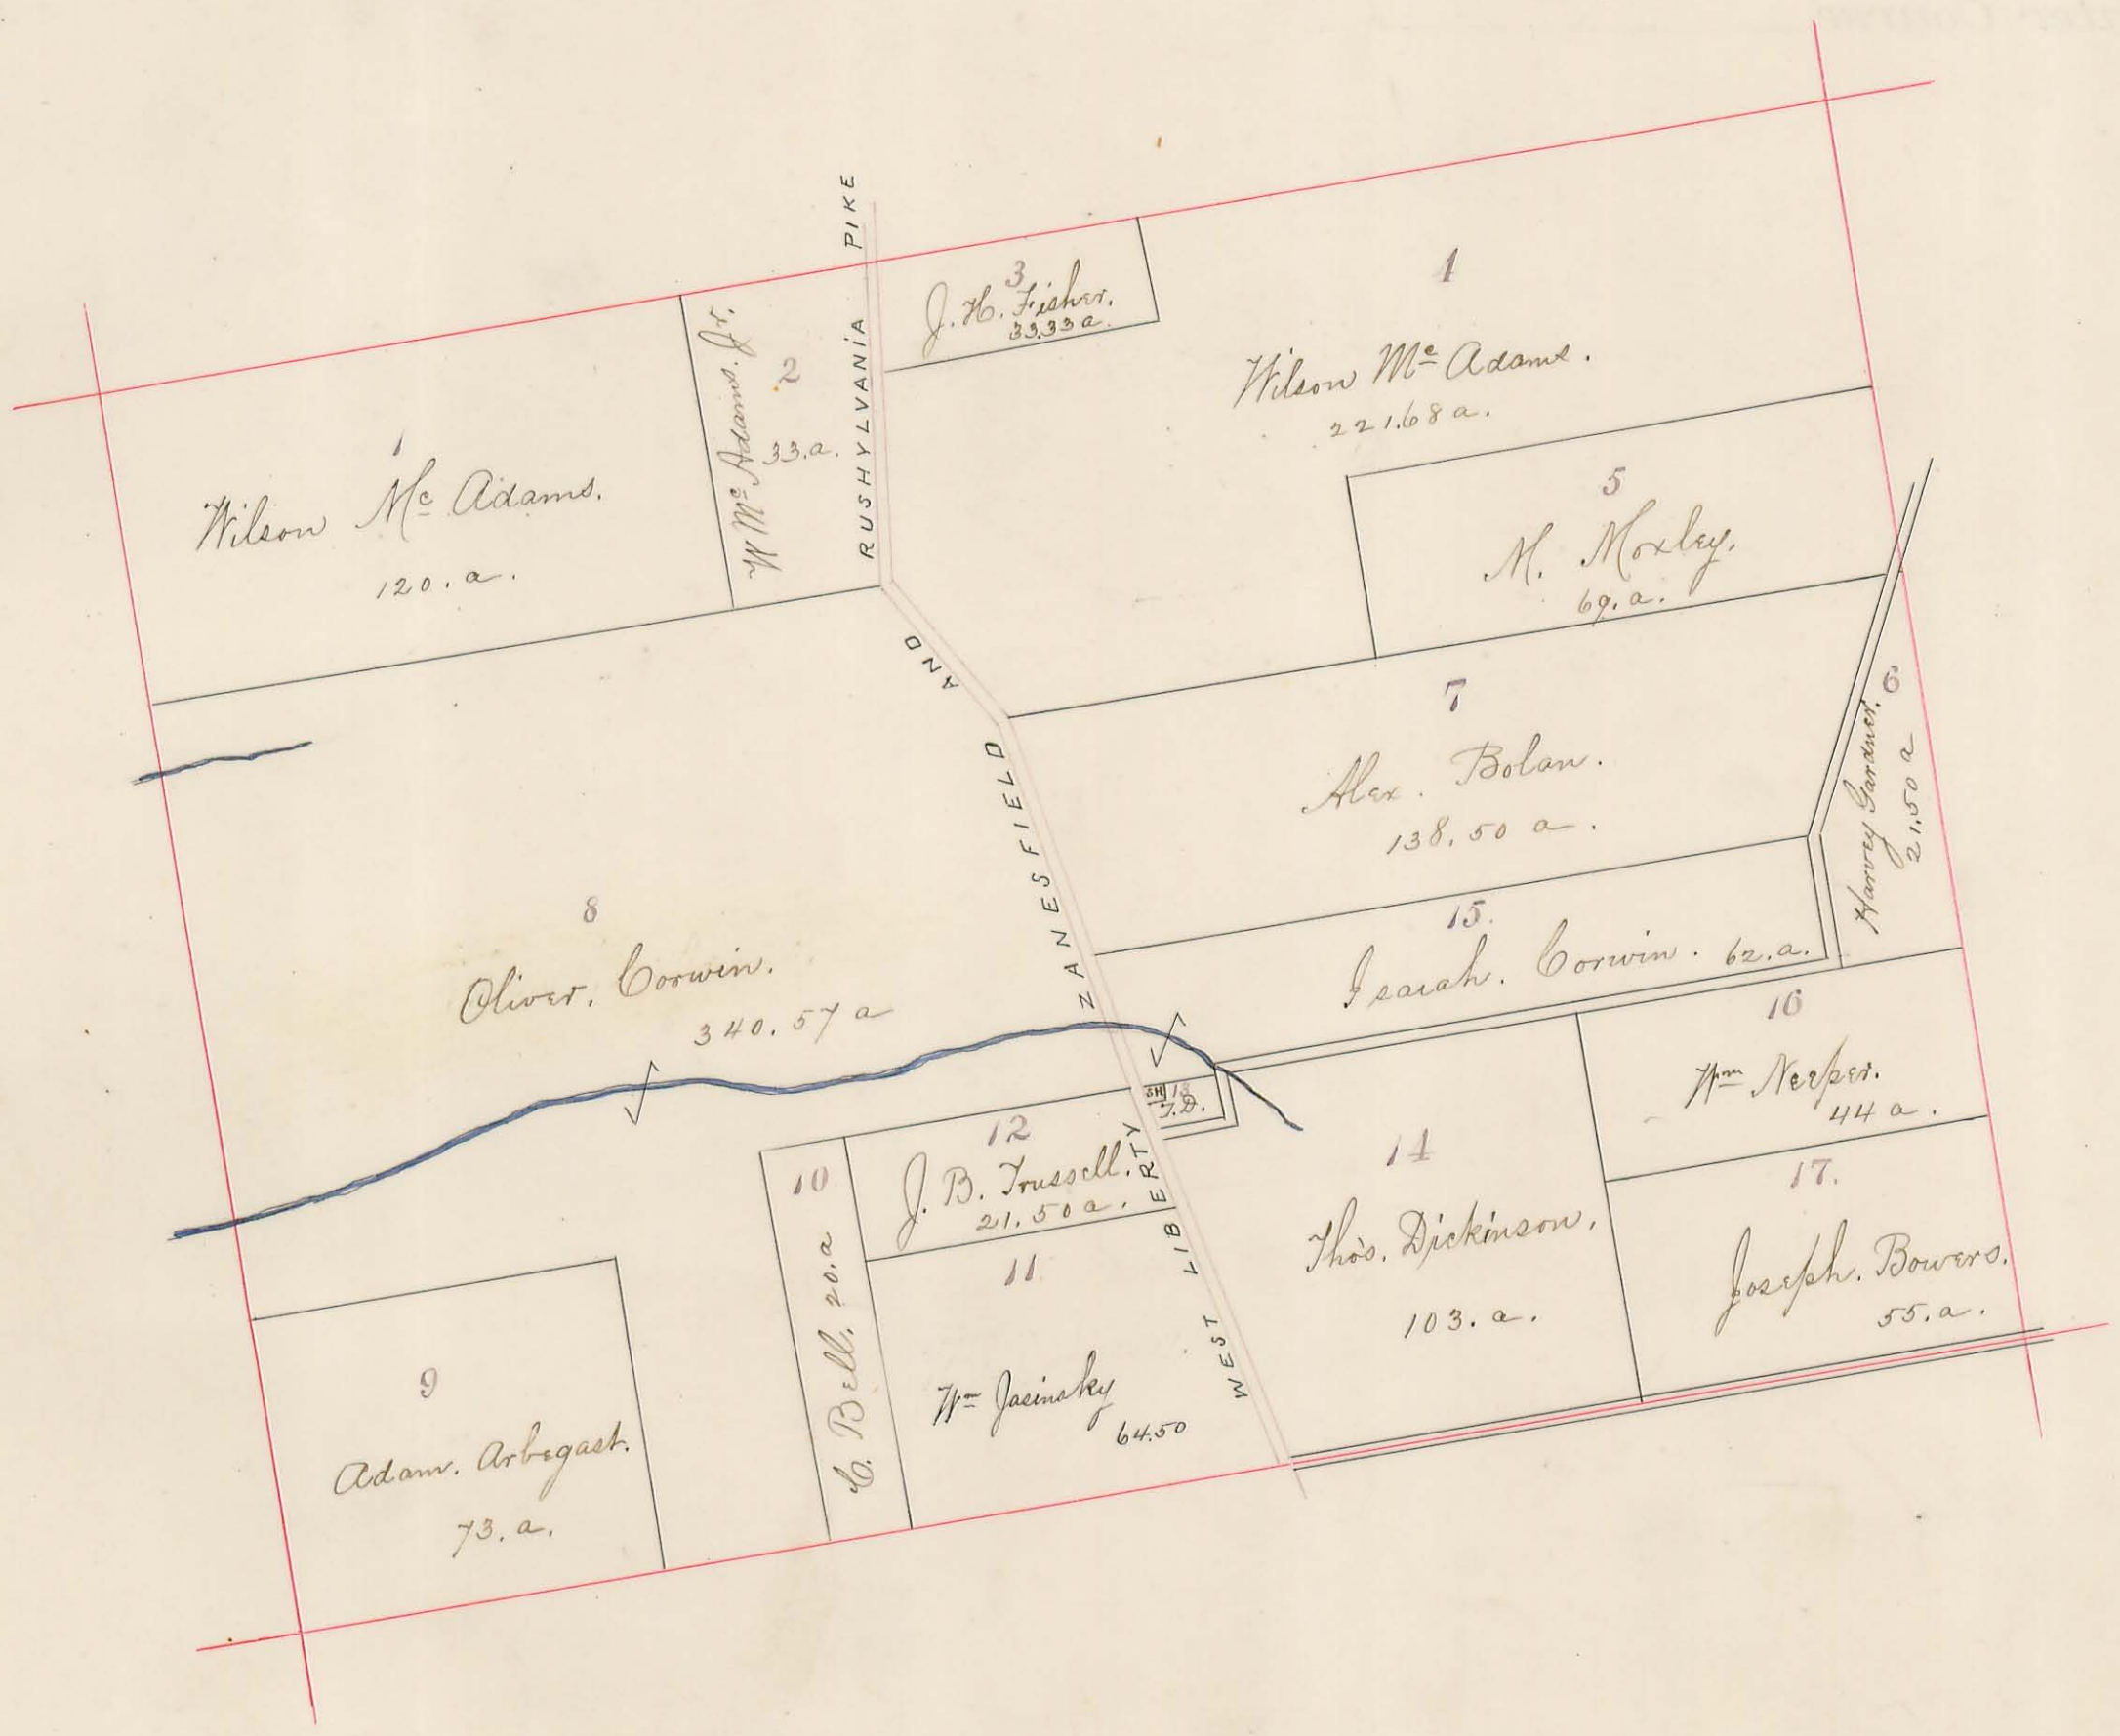 PIKE
RUSHYLVANIA
AND
ZANESFIELD
WEST LIBERTY
1
Wilson Mc Adams.
120. a.
2
W Mc Adams. Jr.
33. a.
3
J. H. Fisher.
33.33 a.
4
Wilson Mc Adams.
221.68 a.
5
M. Moxley.
69. a.
6
Harvey Gardner.
21.50 a
7
Alex. Bolan.
138.50 a.
8
Oliver. Corwin.
340.57 a
15.
Isaiah. Corwin. 62. a.
16
Wm Neeper.
44 a.
SH 13
T. D.
12
J. B. Trussell.
21.50 a.
10
C. Bell. 20. a
14
Thos. Dickinson.
103. a.
17.
Joseph. Bowers.
55. a.
11
Wm Jasinsky
64.50
9
Adam. Arbegast.
73. a.